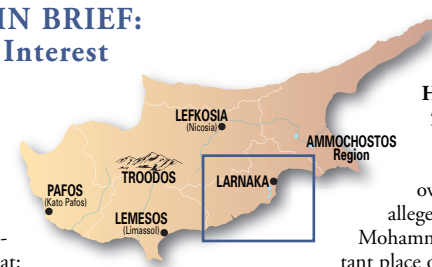 IN BRIEF:
Interest
H
LEFKOSIA
(Nicosia)
AMMOCHOSTOS
Region
TROODOS
LARNAKA
PAFOS
(Kato Pafos)
LEMESOS
(Limassol)
ov
allege
Mohamm
tant place o
-
at: